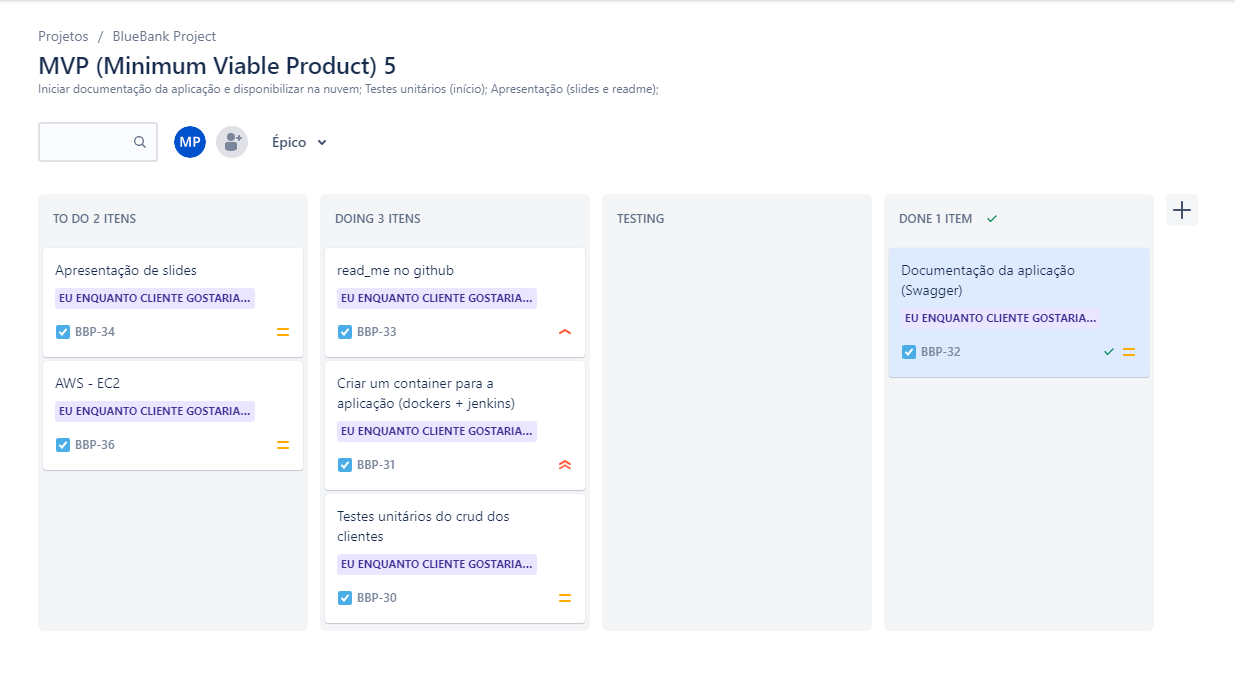 Projetos / BlueBank Project
MVP (Minimum Viable Product) 5
Iniciar documentação da aplicação e disponibilizar na nuvem; Testes unitários (início); Apresentação (slides e readme);
MP
Épico
TO DO 2 ITENS
Apresentação de slides
EU ENQUANTO CLIENTE GOSTARIA...
BBP-34
AWS - EC2
EU ENQUANTO CLIENTE GOSTARIA...
BBP-36
DOING 3 ITENS
read_me no github
EU ENQUANTO CLIENTE GOSTARIA...
BBP-33
Criar um container para a
aplicação (dockers + jenkins)
EU ENQUANTO CLIENTE GOSTARIA...
BBP-31
Testes unitários do crud dos
clientes
EU ENQUANTO CLIENTE GOSTARIA...
BBP-30
TESTING
DONE 1 ITEM
Documentação da aplicação
(Swagger)
EU ENQUANTO CLIENTE GOSTARIA...
BBP-32